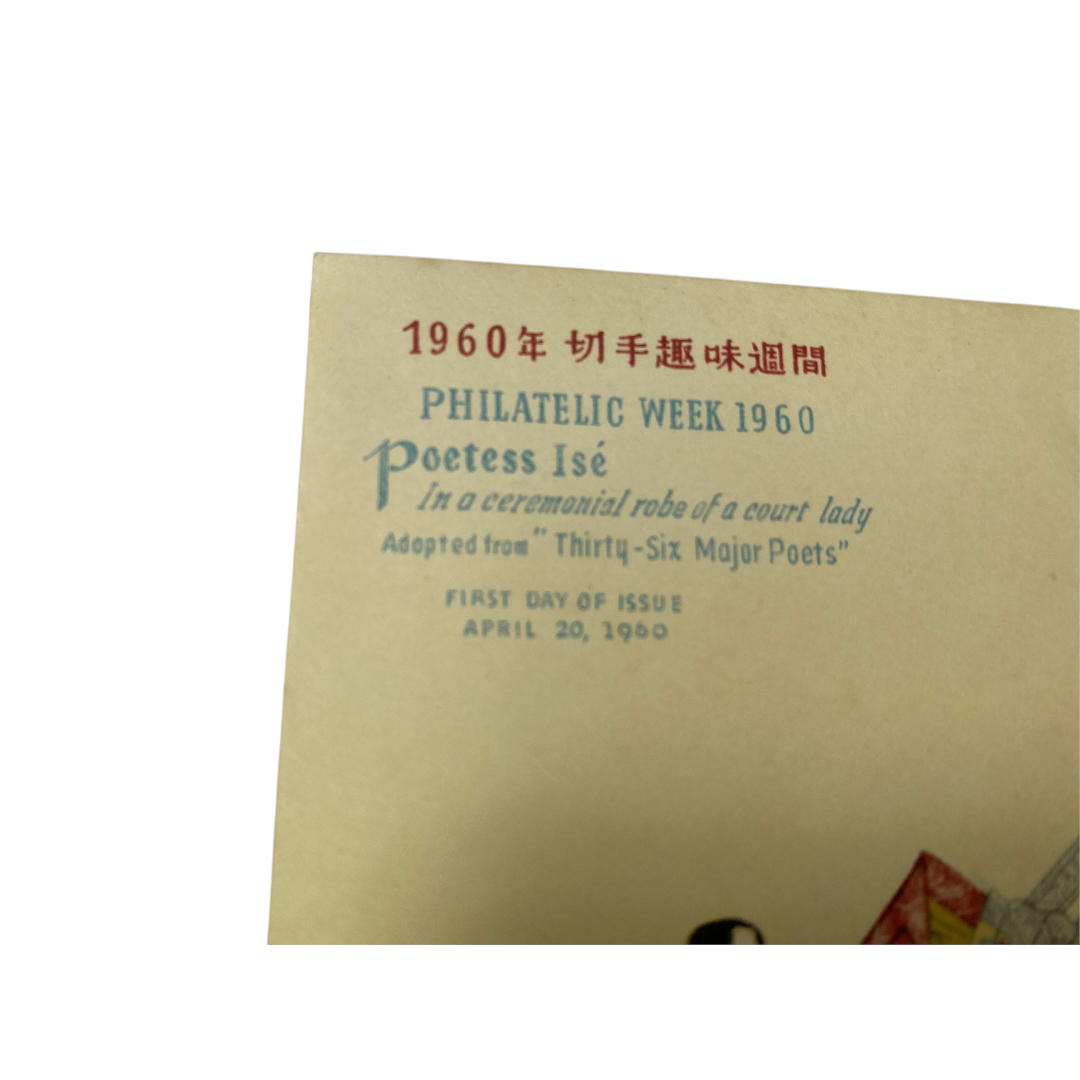 1960年 切手趣味週間
PHILATELIC WEEK 1960
Poetess Isé
In a ceremonial robe of a court lady
Adopted from "Thirty-Six Major Poets"
FIRST DAY OF ISSUE
APRIL 20, 1960